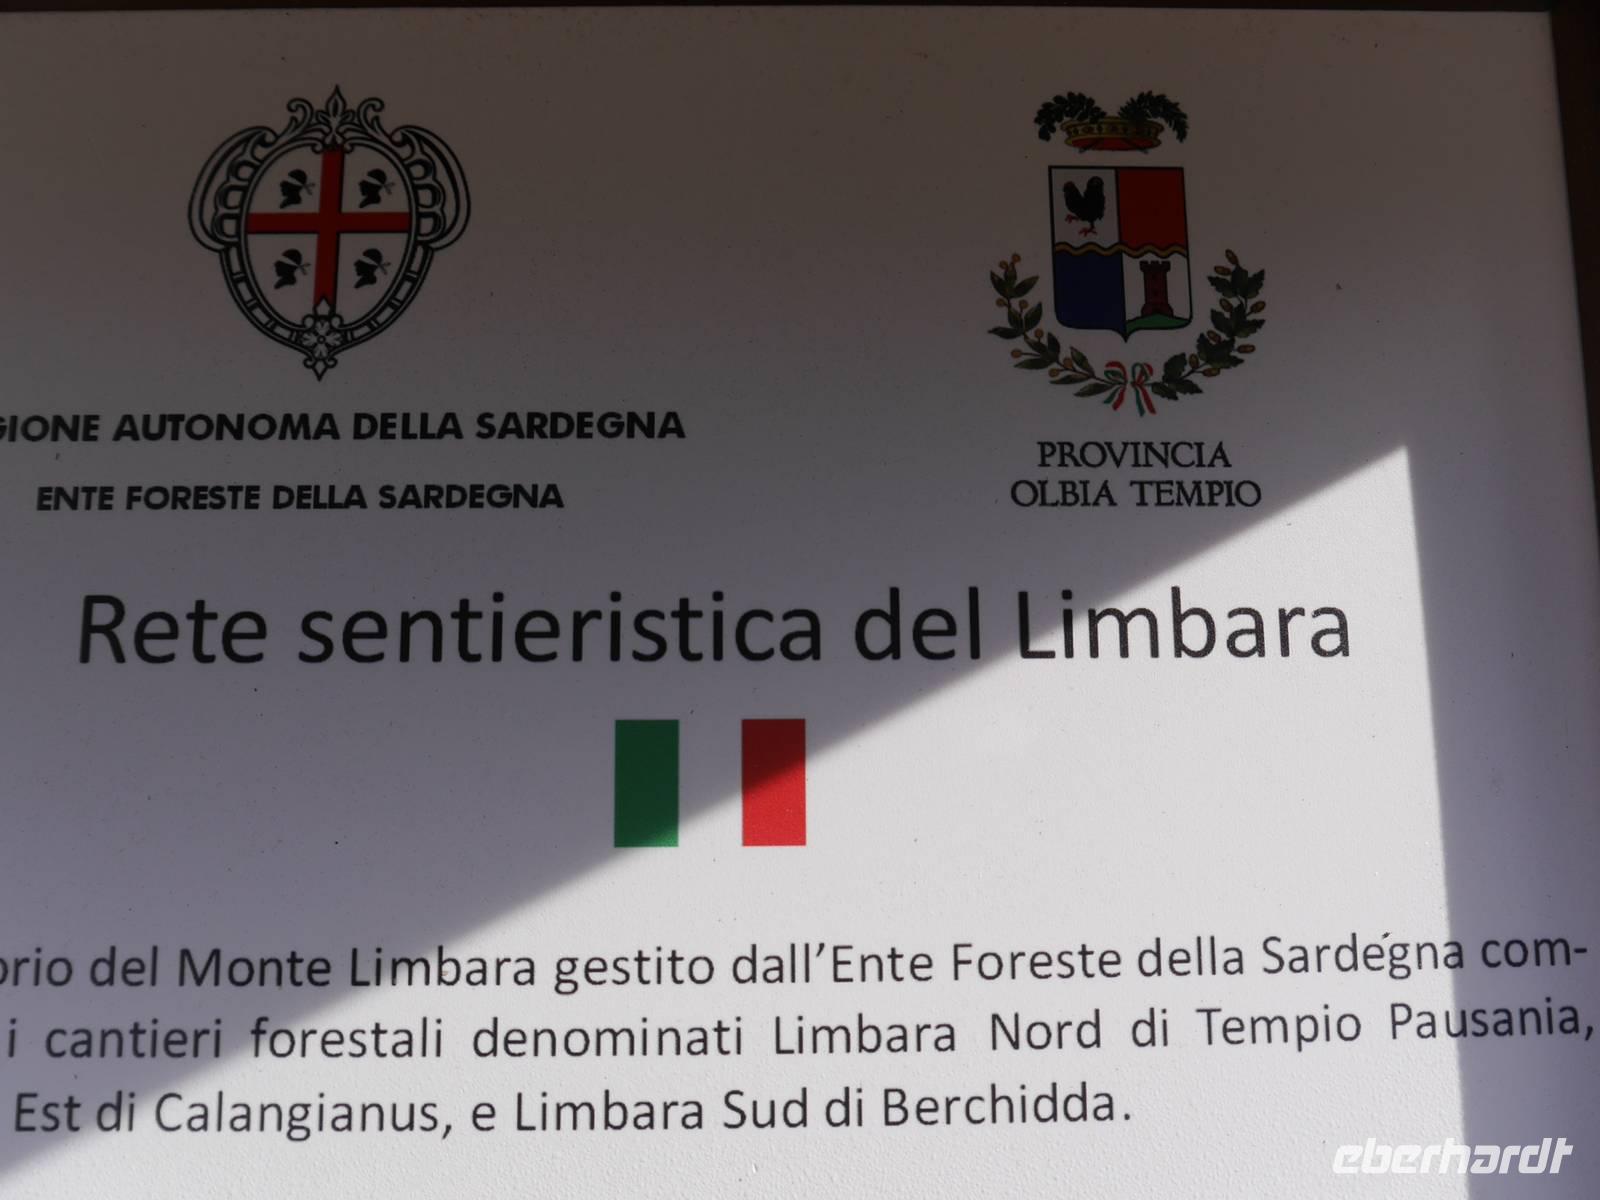 GIONE AUTONOMA DELLA SARDEGNA
ENTE FORESTE DELLA SARDEGNA
PROVINCIA
OLBIA TEMPIO
Rete sentieristica del Limbara
orio del Monte Limbara gestito dall'Ente Foreste della Sardegna com-
i cantieri forestali denominati Limbara Nord di Tempio Pausania,
Est di Calangianus, e Limbara Sud di Berchidda.
eberhardt